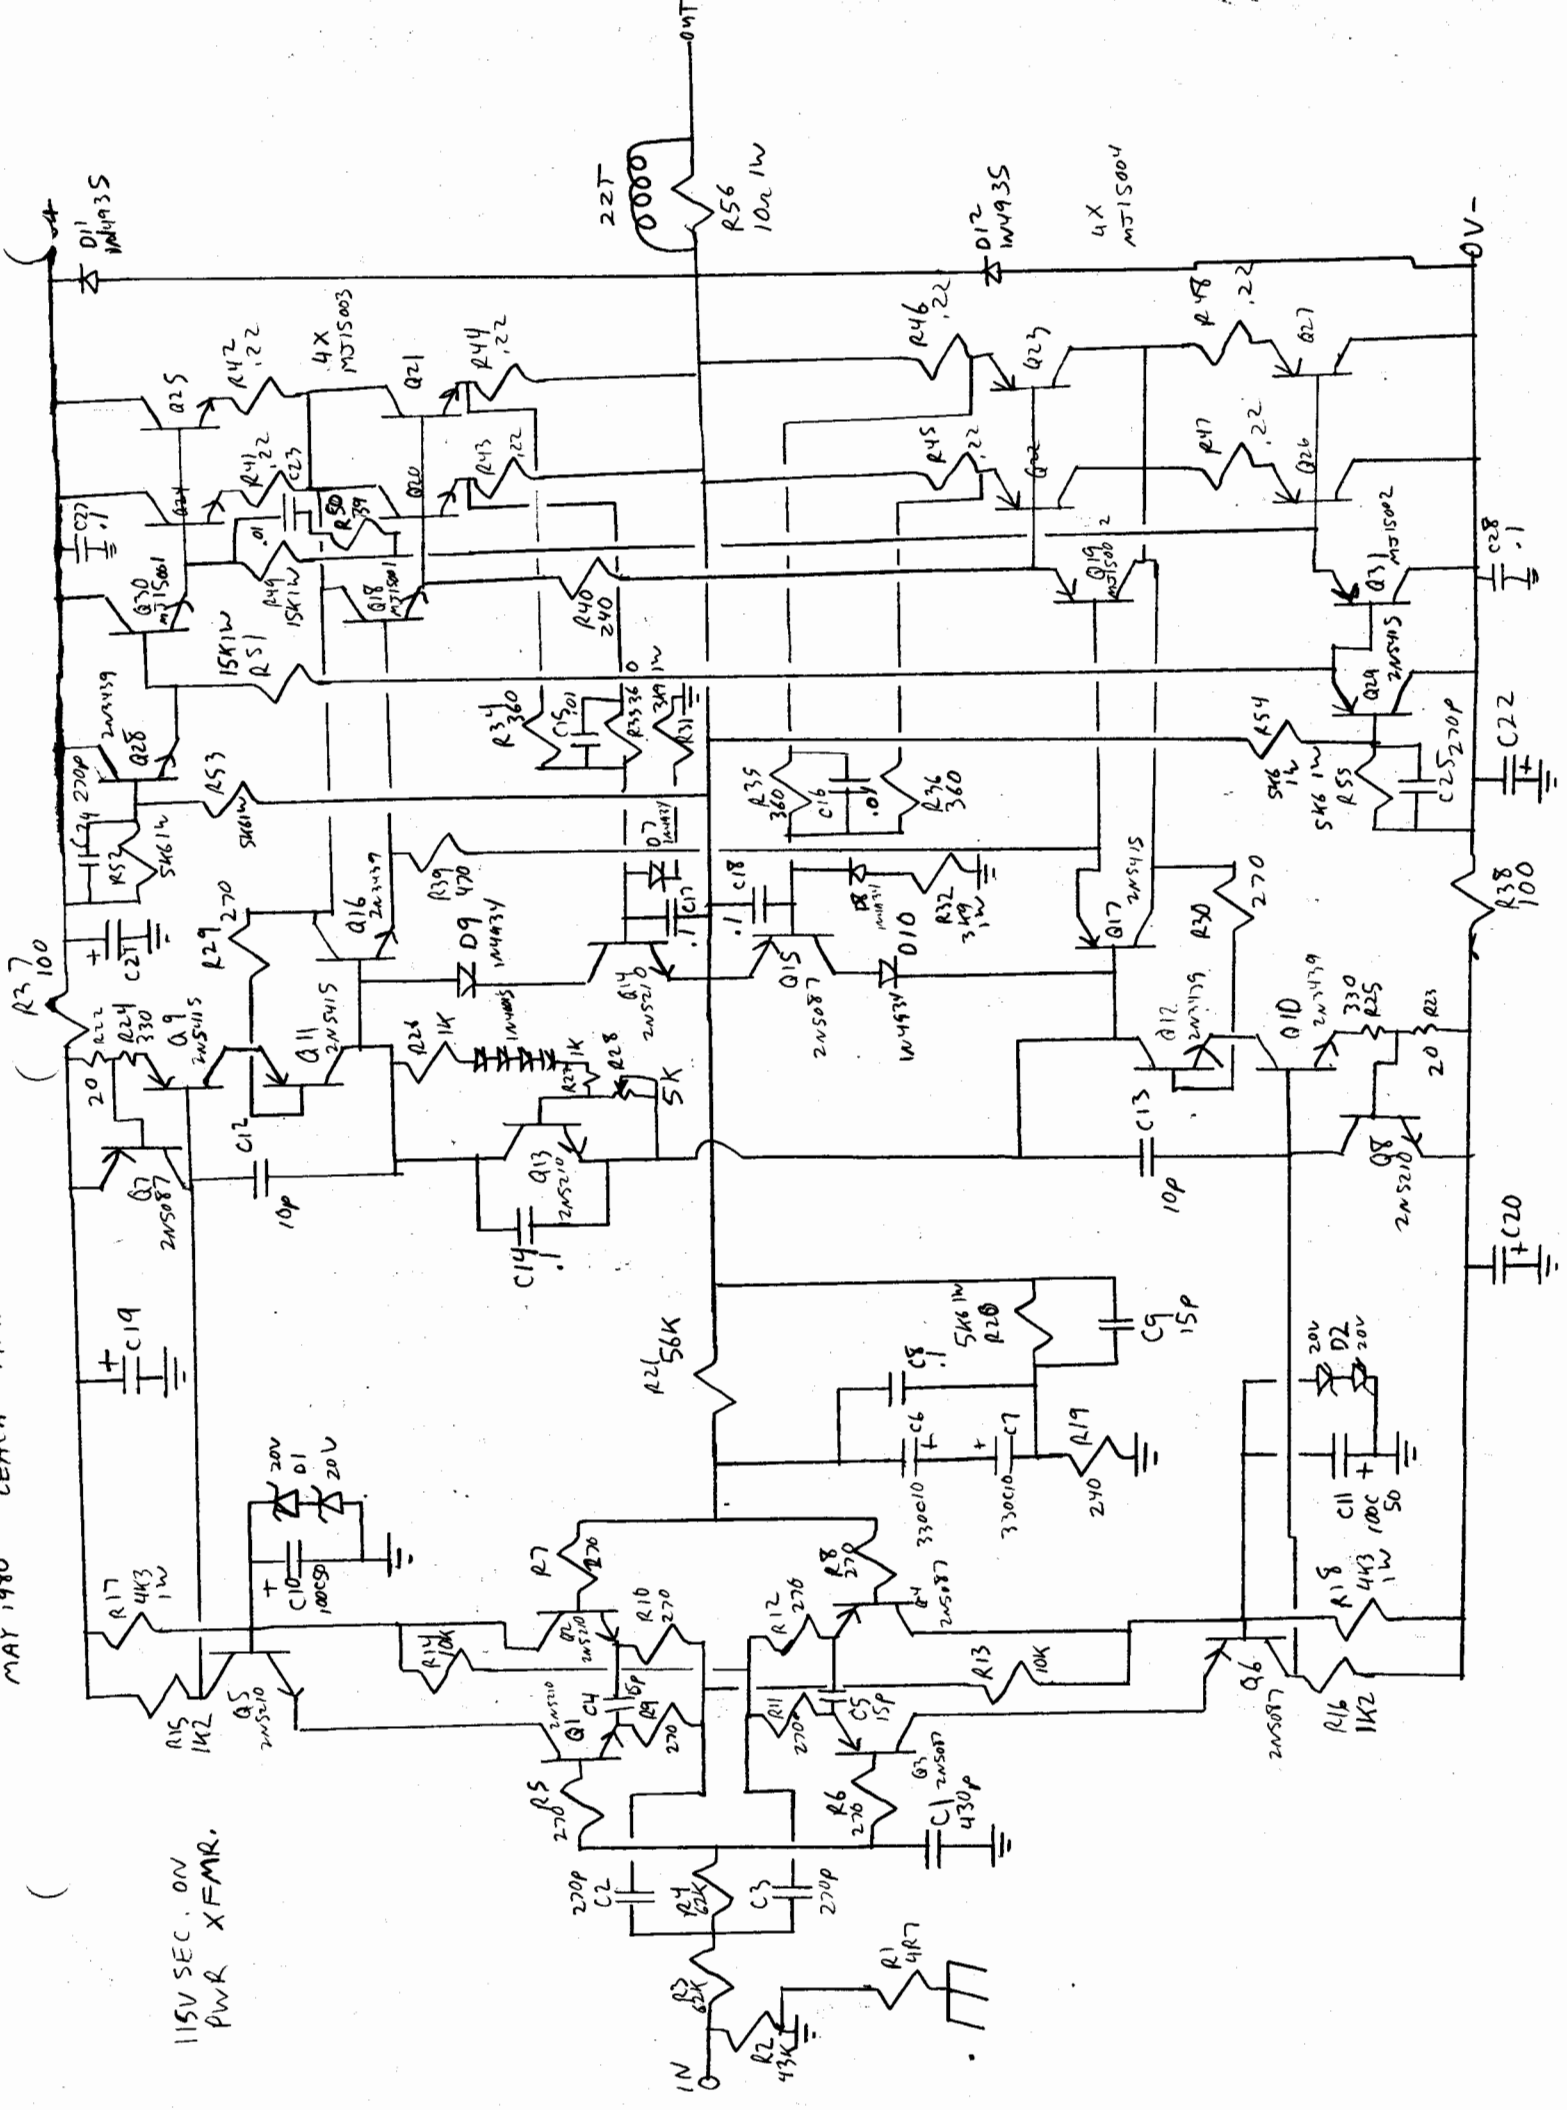 MAY 1980
115V SEC. ON
PWR XFMR.
IN
R2
43K
R1
4R7
R3
62K
R4
62K
270P
C2
C3
270P
R5
270
R6
270
C1
430P
Q1
2N5210
C4
R9
270
Q2
2N5210
R10
270
R7
270
R11
270
C5
15P
R12
270
Q3
2N5087
2N5087
R8
270
R14
10K
R13
10K
R15
1K2
R17
4K3
1W
Q5
2N5210
+
C10
100C50
20V
D1
20V
Q6
2N5087
R16
1K2
R18
4K3
1W
C11
100C
50
+
20V
D2
20V
+
C19
R21
56K
C8
.1
330C10
C6
+
330C10
C7
+
R19
240
5K6 1W
R20
C9
15P
+
C20
Q7
2N5087
20
R22
R24
330
Q9
2N5415
R37
100
C12
10P
Q11
2N5415
R29
270
C14
.1
Q13
2N5210
R26
1K
R27
1K
R28
5K
Q16
2N3439
D9
1N4934
Q14
2N5210
D7
C17
.1
C18
.1
Q15
2N5087
D10
1N4934
D8
R32
3K9
1W
C13
10P
Q12
2N3439
Q10
2N3439
330
R25
R23
20
Q8
2N5210
Q17
2N5415
R30
270
R38
100
+
C21
C24
270P
R52
5K6 1W
Q28
2N3439
R53
5K6 1W
R39
470
R34
360
C15
.01
R33
360
R31
3K9 1W
R35
360
C16
.01
R36
360
R54
5K6
1W
5K6 1W
R55
C25
270P
Q29
2N5415
+
C22
15K 1W
R51
Q30
MJ15001
R49
15K 1W
Q18
MJ15001
R40
240
Q19
MJ15002
Q31
MJ15002
C28
.1
C27
.1
Q24
R41
.22
C23
.01
R50
39
Q20
R43
.22
R45
.22
Q22
R47
.22
Q26
Q25
R42
.22
4X
MJ15003
Q21
R44
.22
R46
.22
Q23
R48
.22
Q27
D11
1N4935
22T
R56
10Ω 1W
OUT
D12
1N4935
4X
MJ15004
V-